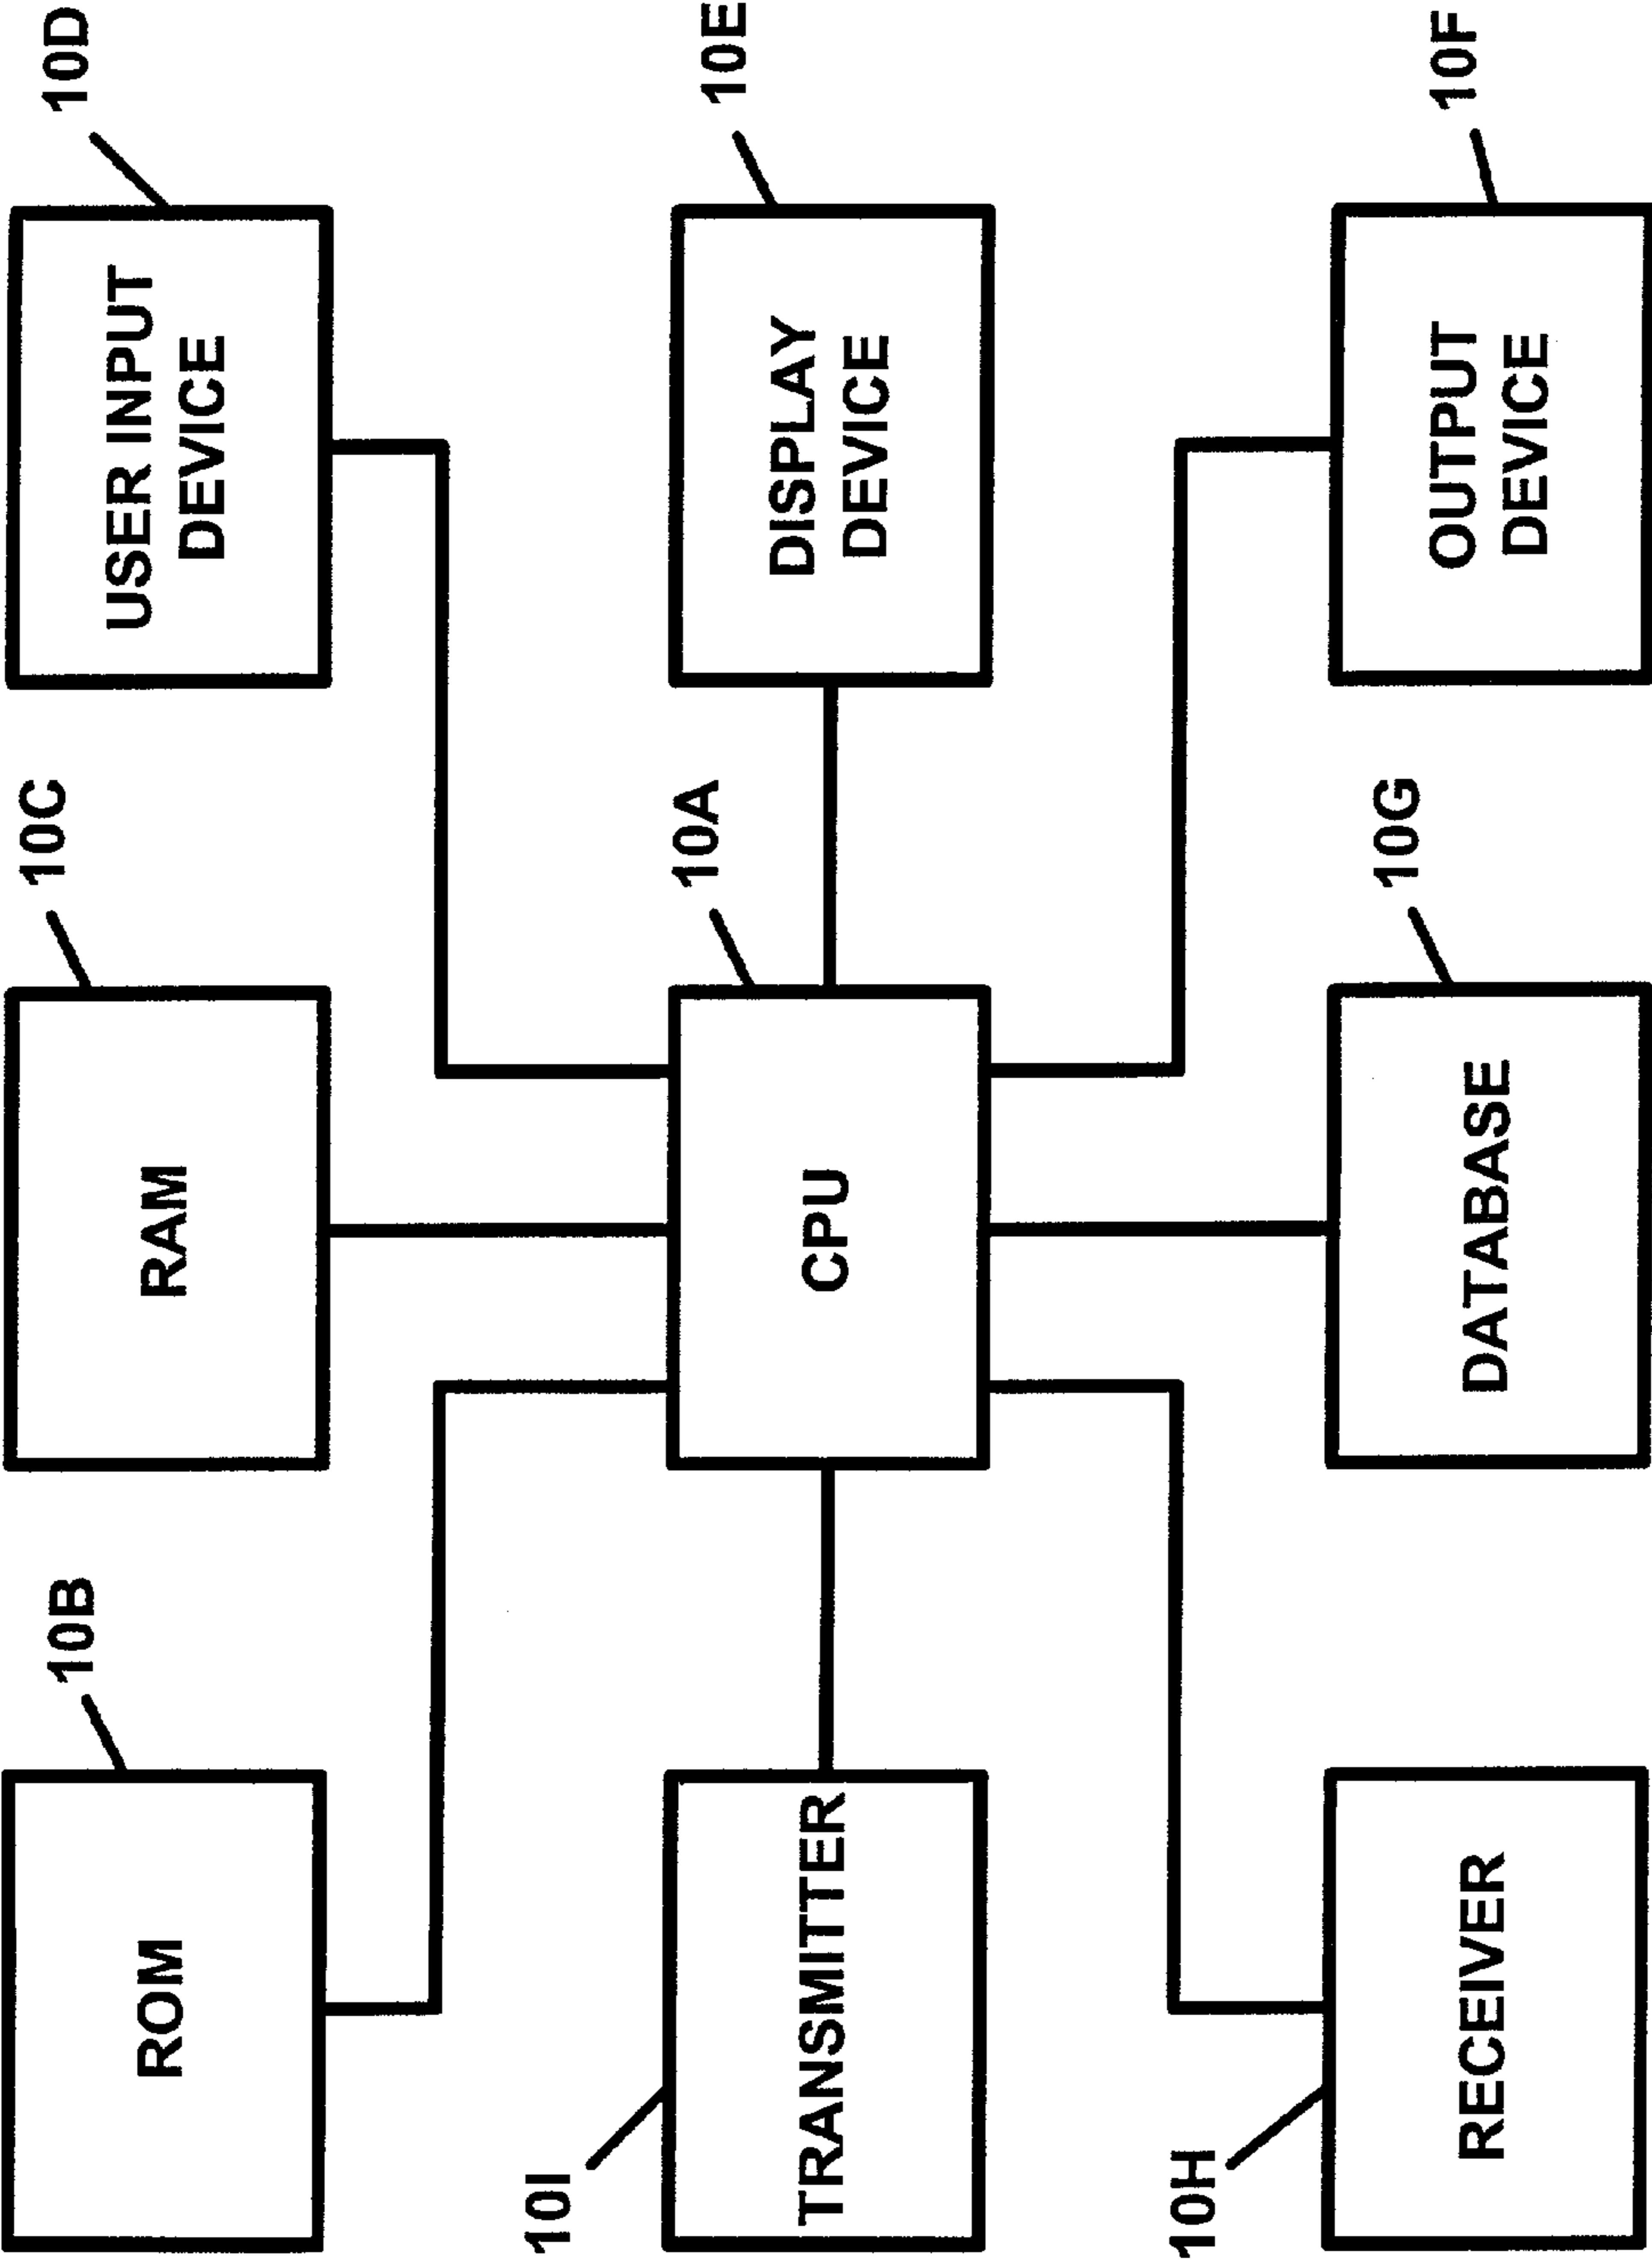 10B
ROM
10C
RAM
10D
USER INPUT
DEVICE
10I
TRANSMITTER
10A
CPU
10E
DISPLAY
DEVICE
10H
RECEIVER
10G
DATABASE
10F
OUTPUT
DEVICE